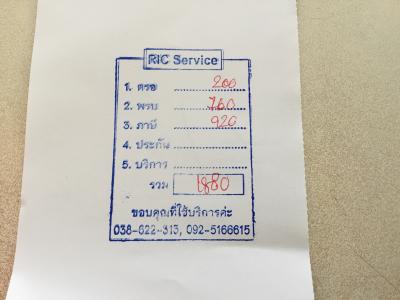 RIC Service
1. ตรอ 200
2. พรบ 760
3. ภาษี 920
4. ประกัน
5. บริการ
รวม 1880
ขอบคุณที่ใช้บริการค่ะ
038-622-313, 092-5166615